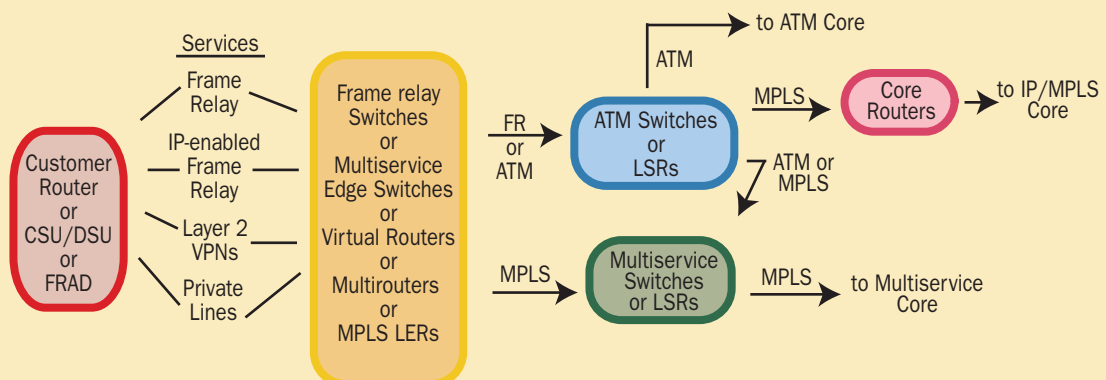 Services
Frame
Relay
IP-enabled
Frame
Relay
Layer 2
VPNs
Private
Lines
Customer
Router
or
CSU/DSU
or
FRAD
Frame relay
Switches
or
Multiservice
Edge Switches
or
Virtual Routers
or
Multirouters
or
MPLS LERs
FR
or
ATM
ATM Switches
or
LSRs
ATM
to ATM Core
MPLS
Core
Routers
to IP/MPLS
Core
ATM or
MPLS
MPLS
Multiservice
Switches
or LSRs
MPLS
to Multiservice
Core